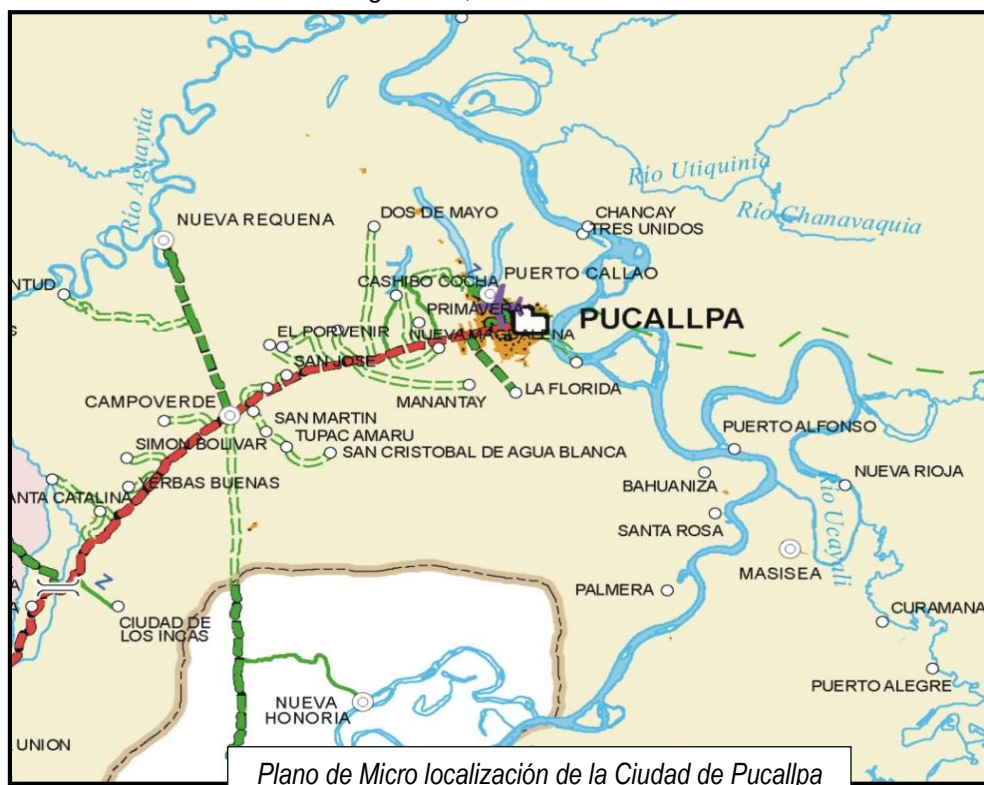 Río Aguaytía
Río Utiquinia
Río Chanavaquia
NUEVA REQUENA
DOS DE MAYO
CHANCAY
TRES UNIDOS
NTUD
CASHIBO COCHA
PUERTO CALLAO
PRIMAVERA
PUCALLPA
EL PORVENIR
NUEVA MAGDALENA
SAN JOSE
CAMPOVERDE
MANANTAY
LA FLORIDA
SAN MARTIN
TUPAC AMARU
PUERTO ALFONSO
SIMON BOLIVAR
SAN CRISTOBAL DE AGUA BLANCA
BAHUANIZA
NUEVA RIOJA
YERBAS BUENAS
ANTA CATALINA
SANTA ROSA
Río Ucayali
MASISEA
PALMERA
CIUDAD DE
LOS INCAS
CURAMANA
PUERTO ALEGRE
NUEVA
HONORIA
UNION
Plano de Micro localización de la Ciudad de Pucallpa